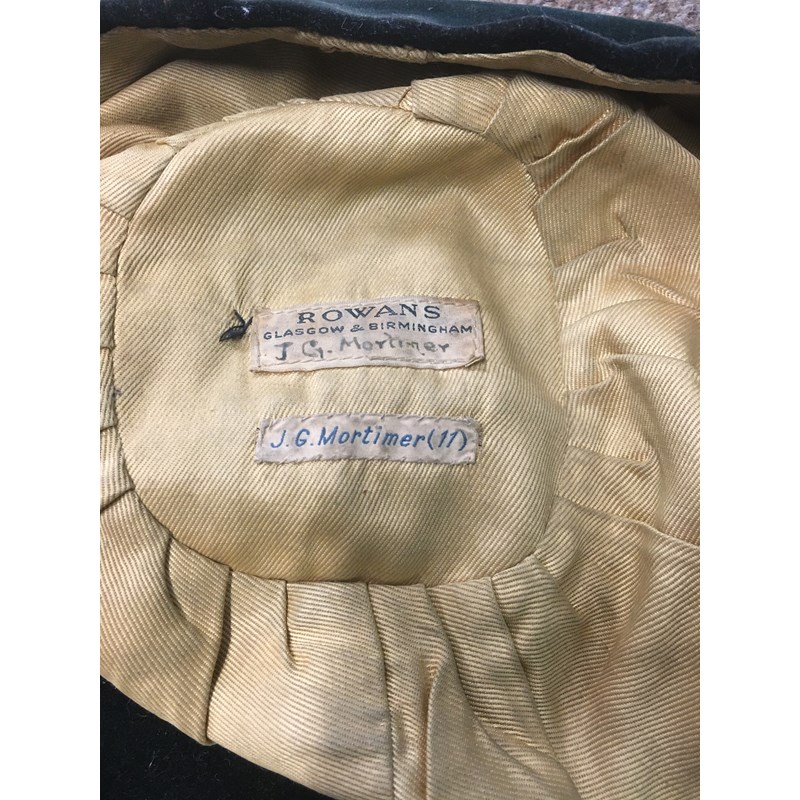 ROWANS
GLASGOW & BIRMINGHAM
J G. Mortimer
J. G. Mortimer (11)